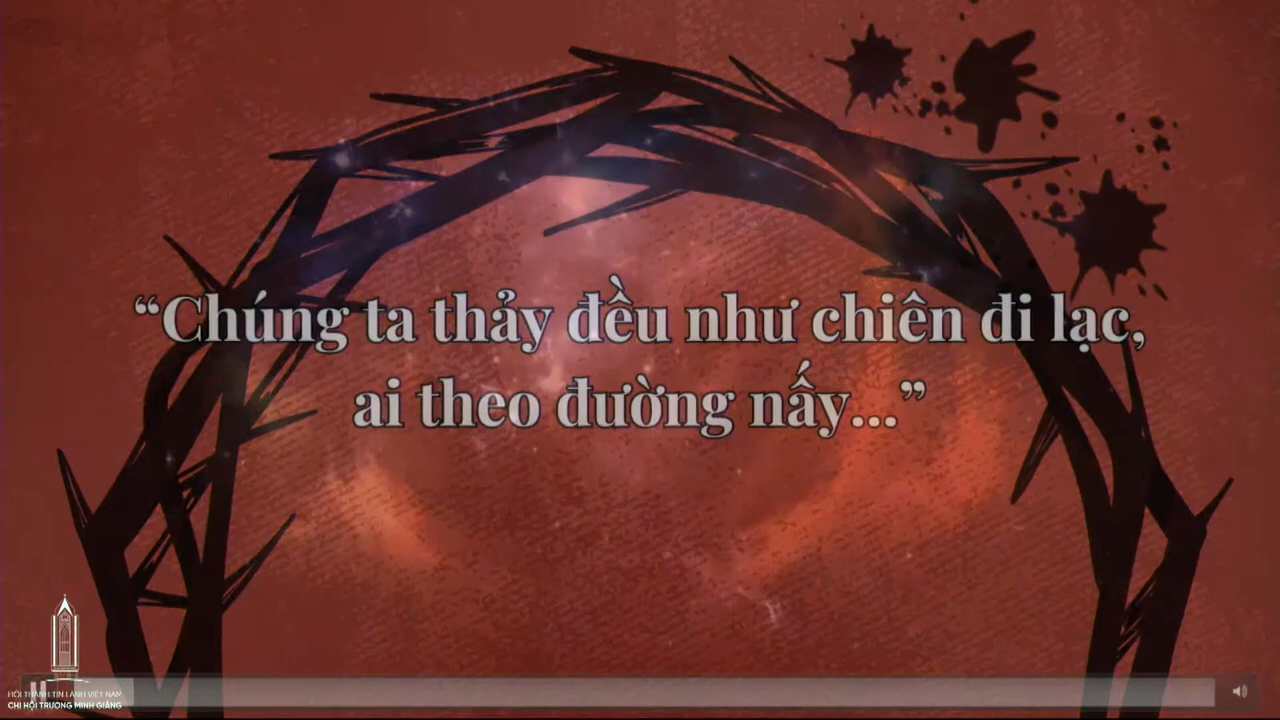 “Chúng ta thảy đều như chiên đi lạc,
ai theo đường nấy...”
HỘI THÁNH TIN LÀNH VIỆT NAM
CHI HỘI TRƯƠNG MINH GIẢNG